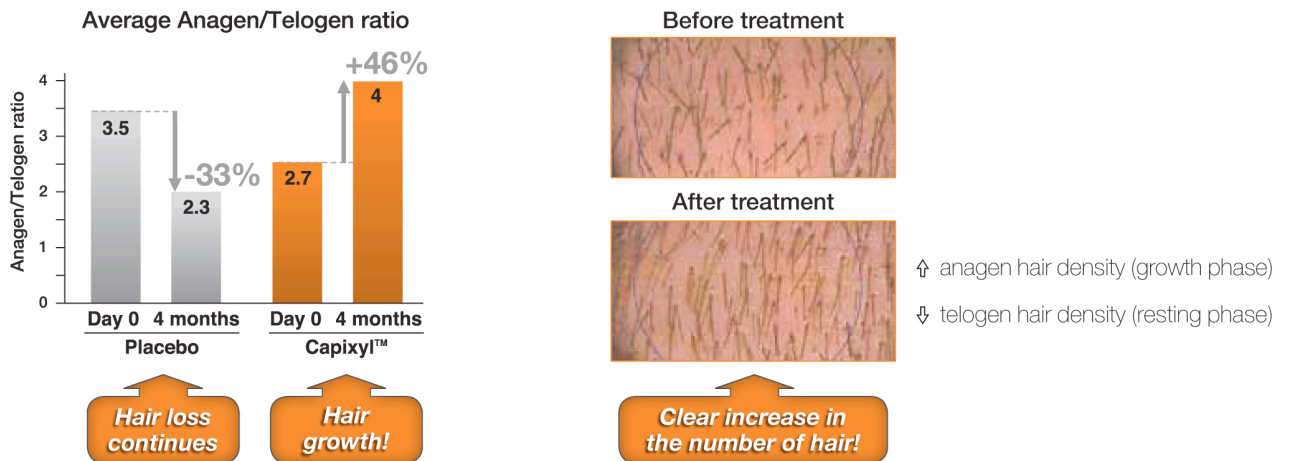 Average Anagen/Telogen ratio
Anagen/Telogen ratio
4
3
2
1
0
3.5
-33%
2.3
2.7
+46%
4
Day 0 4 months
Placebo
Day 0 4 months
Capixyl™
Hair loss
continues
Hair
growth!
Before treatment
After treatment
Clear increase in
the number of hair!
⇧ anagen hair density (growth phase)
⇩ telogen hair density (resting phase)